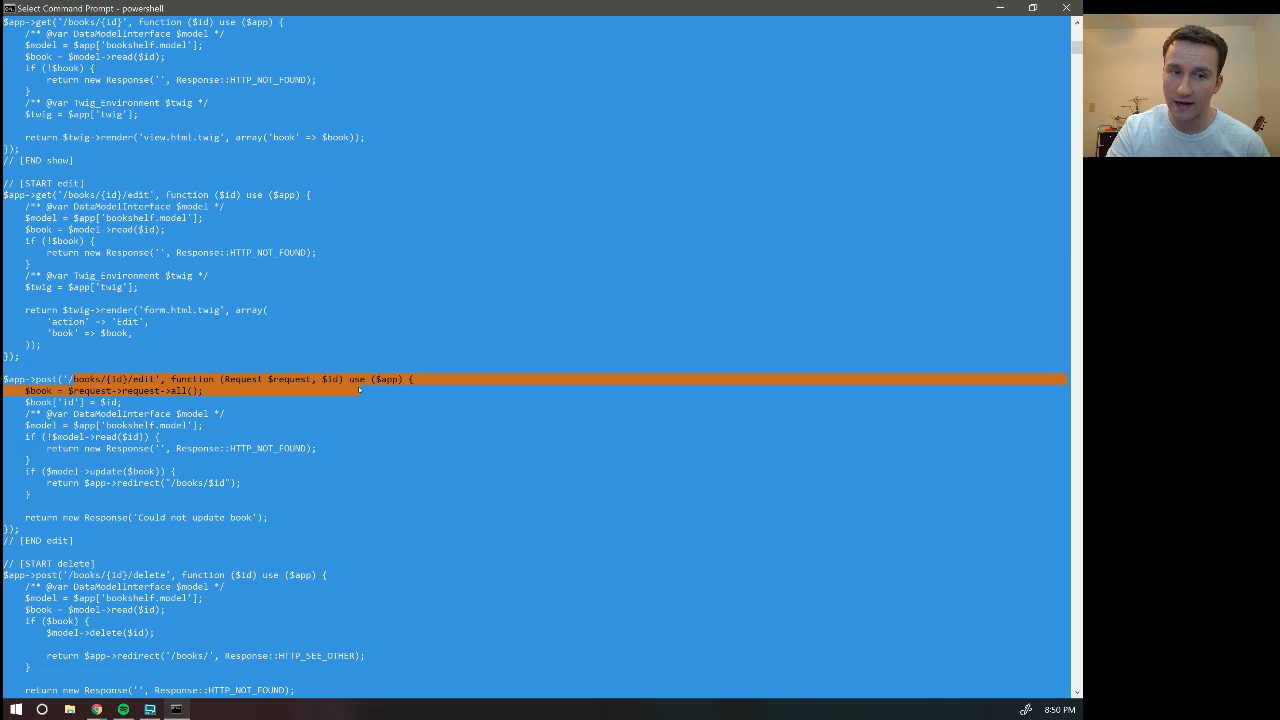 Select Command Prompt - powershell
$app->get('/books/{id}', function ($id) use ($app) {
/** @var DataModelInterface $model */
$model = $app['bookshelf.model'];
$book = $model->read($id);
if (!$book) {
return new Response('', Response::HTTP_NOT_FOUND);
}
/** @var Twig_Environment $twig */
$twig = $app['twig'];
return $twig->render('view.html.twig', array('book' => $book));
});
// [END show]
// [START edit]
$app->get('/books/{id}/edit', function ($id) use ($app) {
/** @var DataModelInterface $model */
$model = $app['bookshelf.model'];
$book = $model->read($id);
if (!$book) {
return new Response('', Response::HTTP_NOT_FOUND);
}
/** @var Twig_Environment $twig */
$twig = $app['twig'];
return $twig->render('form.html.twig', array(
'action' => 'Edit',
'book' => $book,
));
});
$app->post('/books/{id}/edit', function (Request $request, $id) use ($app) {
$book = $request->request->all();
$book['id'] = $id;
/** @var DataModelInterface $model */
$model = $app['bookshelf.model'];
if (!$model->read($id)) {
return new Response('', Response::HTTP_NOT_FOUND);
}
if ($model->update($book)) {
return $app->redirect("/books/$id");
}
return new Response('Could not update book');
});
// [END edit]
// [START delete]
$app->post('/books/{id}/delete', function ($id) use ($app) {
/** @var DataModelInterface $model */
$model = $app['bookshelf.model'];
$book = $model->read($id);
if ($book) {
$model->delete($id);
return $app->redirect('/books/', Response::HTTP_SEE_OTHER);
}
return new Response('', Response::HTTP_NOT_FOUND);
8:50 PM